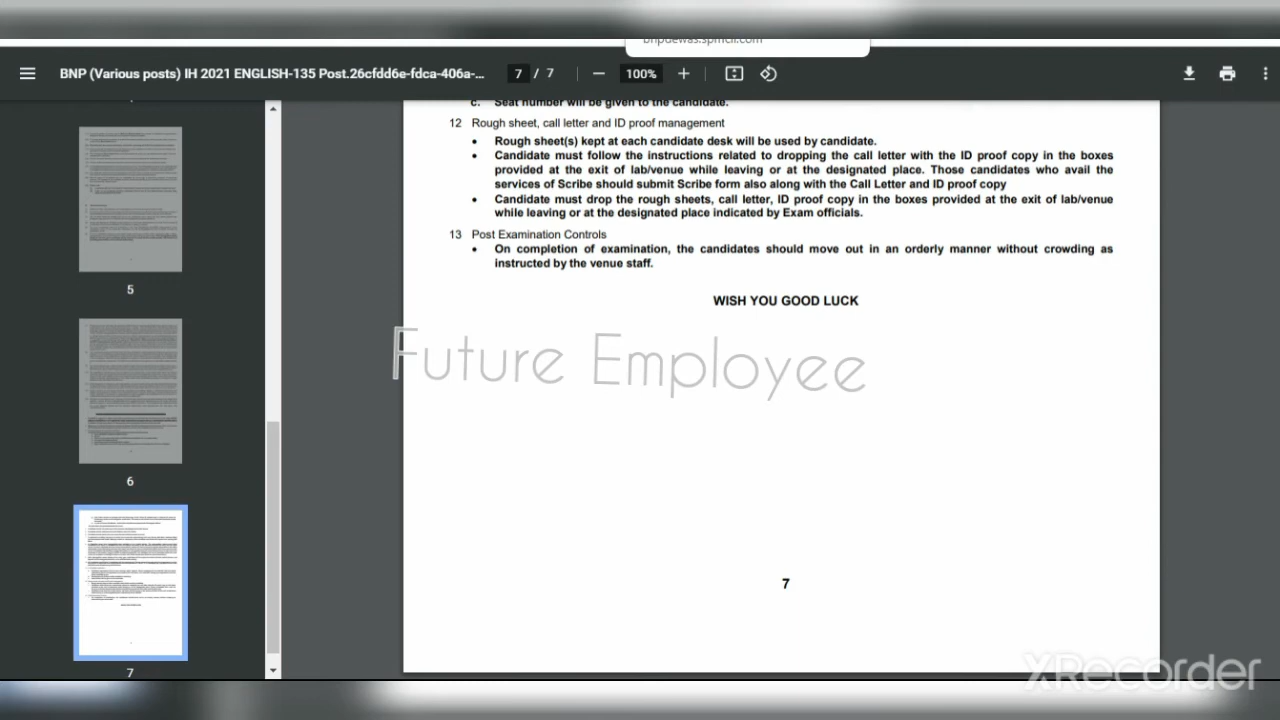 bnpdewas.spmcil.com
BNP (Various posts) IH 2021 ENGLISH-135 Post.26cfdd6e-fdca-406a-...
7 / 7
100%
c. Seat number will be given to the candidate.
12 Rough sheet, call letter and ID proof management
• Rough sheet(s) kept at each candidate desk will be used by candidate.
• Candidate must follow the instructions related to dropping the call letter with the ID proof copy in the boxes
provided at the exit of lab/venue while leaving or at the designated place. Those candidates who avail the
services of Scribe should submit Scribe form also along with the Call Letter and ID proof copy
• Candidate must drop the rough sheets, call letter, ID proof copy in the boxes provided at the exit of lab/venue
while leaving or at the designated place indicated by Exam officials.
13 Post Examination Controls
• On completion of examination, the candidates should move out in an orderly manner without crowding as
instructed by the venue staff.
WISH YOU GOOD LUCK
Future Employee
7
5
6
7
XRecorder